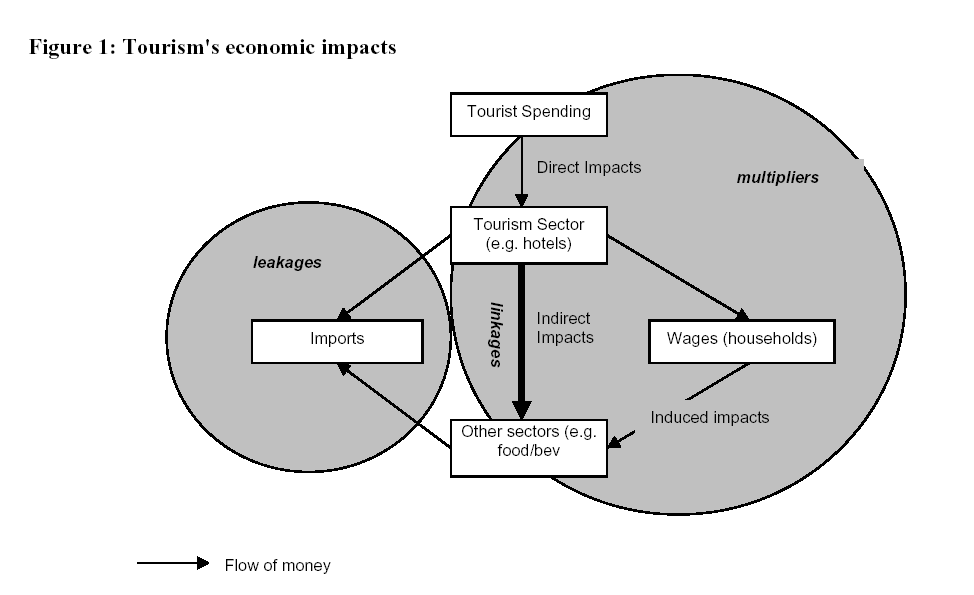 Figure 1: Tourism's economic impacts
Tourist Spending
Direct Impacts
multipliers
Tourism Sector
(e.g. hotels)
leakages
linkages
Indirect
Impacts
Imports
Wages (households)
Induced impacts
Other sectors (e.g.
food/bev
Flow of money